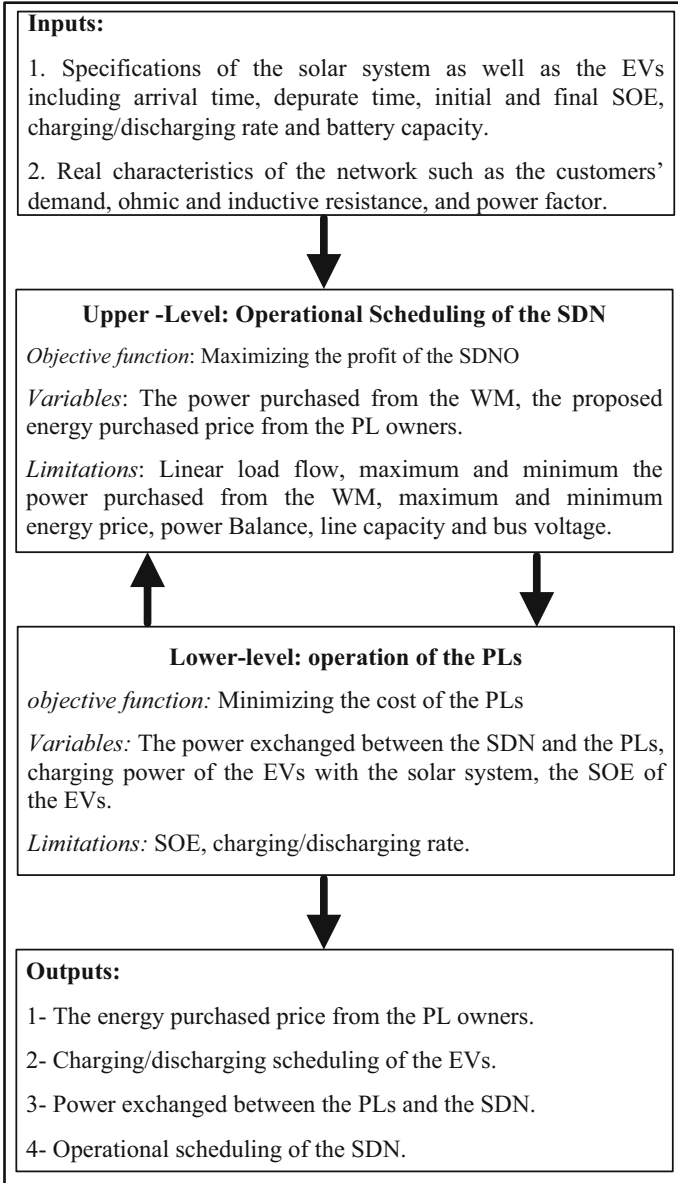 Inputs:
1. Specifications of the solar system as well as the EVs
including arrival time, depurate time, initial and final SOE,
charging/discharging rate and battery capacity.
2. Real characteristics of the network such as the customers’
demand, ohmic and inductive resistance, and power factor.
Upper -Level: Operational Scheduling of the SDN
Objective function: Maximizing the profit of the SDNO
Variables: The power purchased from the WM, the proposed
energy purchased price from the PL owners.
Limitations: Linear load flow, maximum and minimum the
power purchased from the WM, maximum and minimum
energy price, power Balance, line capacity and bus voltage.
Lower-level: operation of the PLs
objective function: Minimizing the cost of the PLs
Variables: The power exchanged between the SDN and the PLs,
charging power of the EVs with the solar system, the SOE of
the EVs.
Limitations: SOE, charging/discharging rate.
Outputs:
1- The energy purchased price from the PL owners.
2- Charging/discharging scheduling of the EVs.
3- Power exchanged between the PLs and the SDN.
4- Operational scheduling of the SDN.